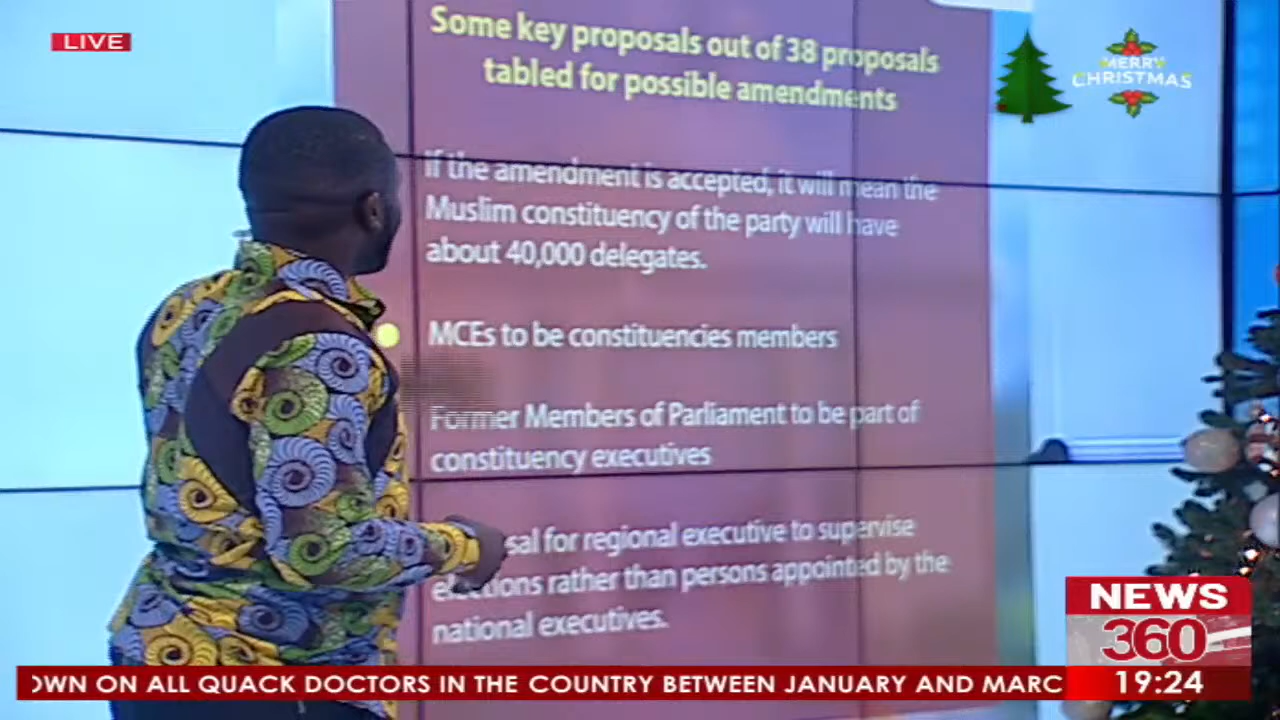 LIVE
Some key proposals out of 38 proposals
tabled for possible amendments
MERRY
CHRISTMAS
If the amendment is accepted, it will mean the
Muslim constituency of the party will have
about 40,000 delegates.
MCEs to be constituencies members
Former Members of Parliament to be part of
constituency executives
sal for regional executive to supervise
elections rather than persons appointed by the
national executives.
NEWS
360
OWN ON ALL QUACK DOCTORS IN THE COUNTRY BETWEEN JANUARY AND MARC
19:24